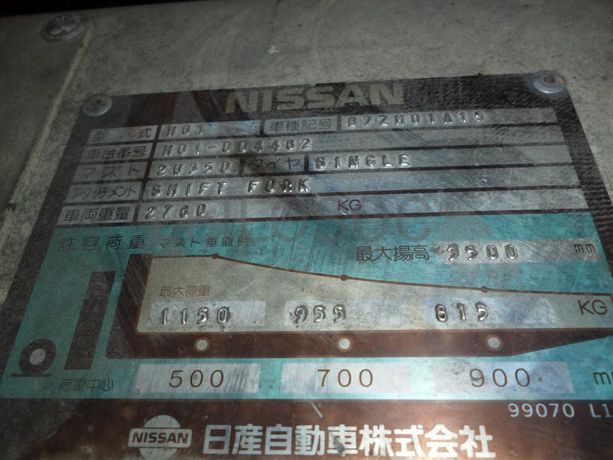 NISSAN
型式 H01 車種記号 B7ZH01A15
車台番号 H01-004402
マスト 2W250 タイヤ SINGLE
アタッチメント SHIFT FORK
車両重量 2760 KG
許容荷重 マスト垂直時 最大揚高 mm
最大荷重
1150 955 815 KG
荷重中心 500 700 900
99070 L1
NISSAN 日産自動車株式会社